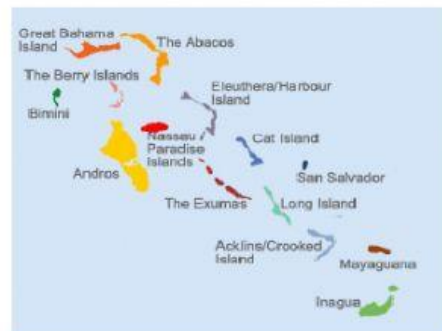 Great Bahama
Island
The Abacos
The Berry Islands
Bimini
Eleuthera/Harbour
Island
Nassau
Paradise
Islands
Cat Island
Andros
San Salvador
The Exumas
Long Island
Acklins/Crooked
Island
Mayaguana
Inagua